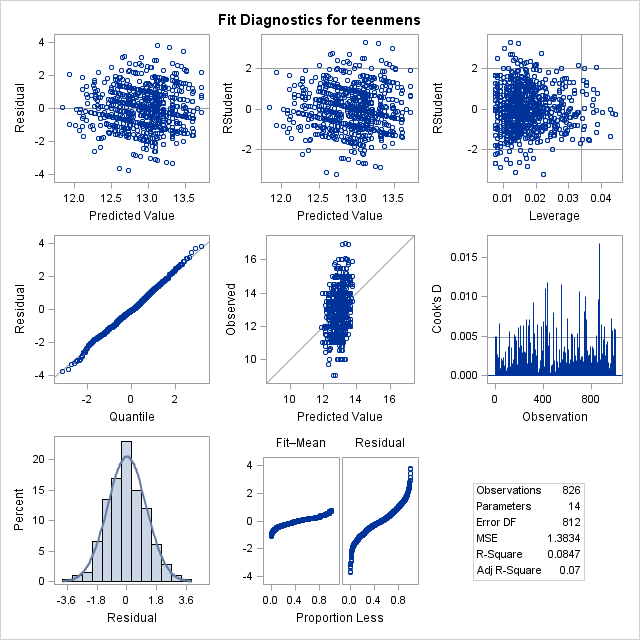 Fit Diagnostics for teenmens
4
2
0
-2
-4
Residual
12.0 12.5 13.0 13.5
Predicted Value
2
0
-2
RStudent
12.0 12.5 13.0 13.5
Predicted Value
2
0
-2
RStudent
0.01 0.02 0.03 0.04
Leverage
4
2
0
-2
-4
Residual
-2 0 2
Quantile
16
14
12
10
Observed
10 12 14 16
Predicted Value
0.015
0.010
0.005
0.000
Cook's D
0 400 800
Observation
20
15
10
5
0
Percent
-3.6 -1.8 0 1.8 3.6
Residual
Fit–Mean Residual
4
2
0
-2
-4
0.0 0.4 0.8 0.0 0.4 0.8
Proportion Less
Observations 826
Parameters 14
Error DF 812
MSE 1.3834
R-Square 0.0847
Adj R-Square 0.07